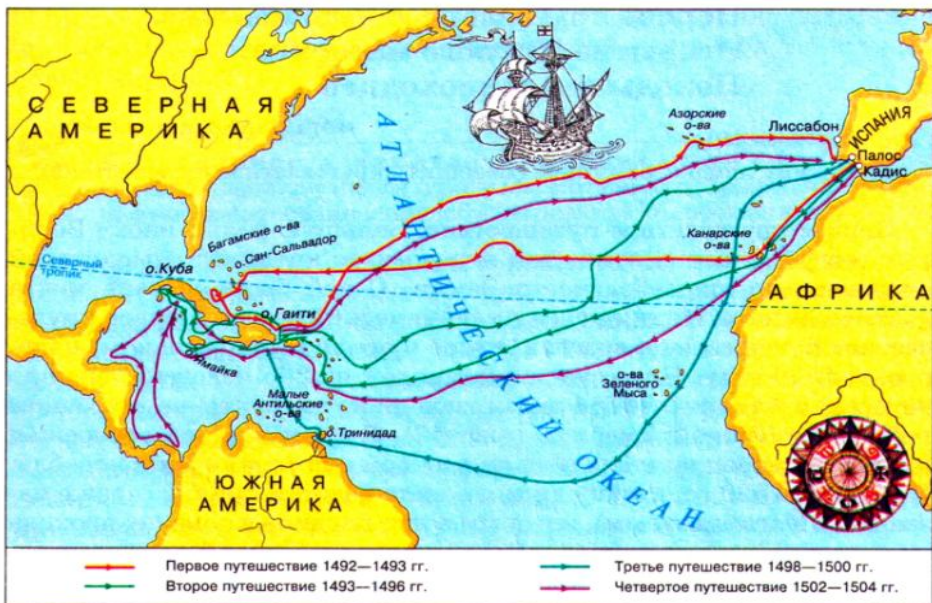 СЕВЕРНАЯ
АМЕРИКА
АТЛАНТИЧЕСКИЙ ОКЕАН
Азорские
о-ва
Лиссабон
ИСПАНИЯ
Палос
Кадис
Багамские о-ва
о.Сан-Сальвадор
Канарские
о-ва
Северный
тропик
о.Куба
о.Гаити
АФРИКА
о.Ямайка
о-ва
Зеленого
Мыса
Малые
Антильские
о-ва
о.Тринидад
ЮЖНАЯ
АМЕРИКА
Первое путешествие 1492—1493 гг.
Второе путешествие 1493—1496 гг.
Третье путешествие 1498—1500 гг.
Четвертое путешествие 1502—1504 гг.